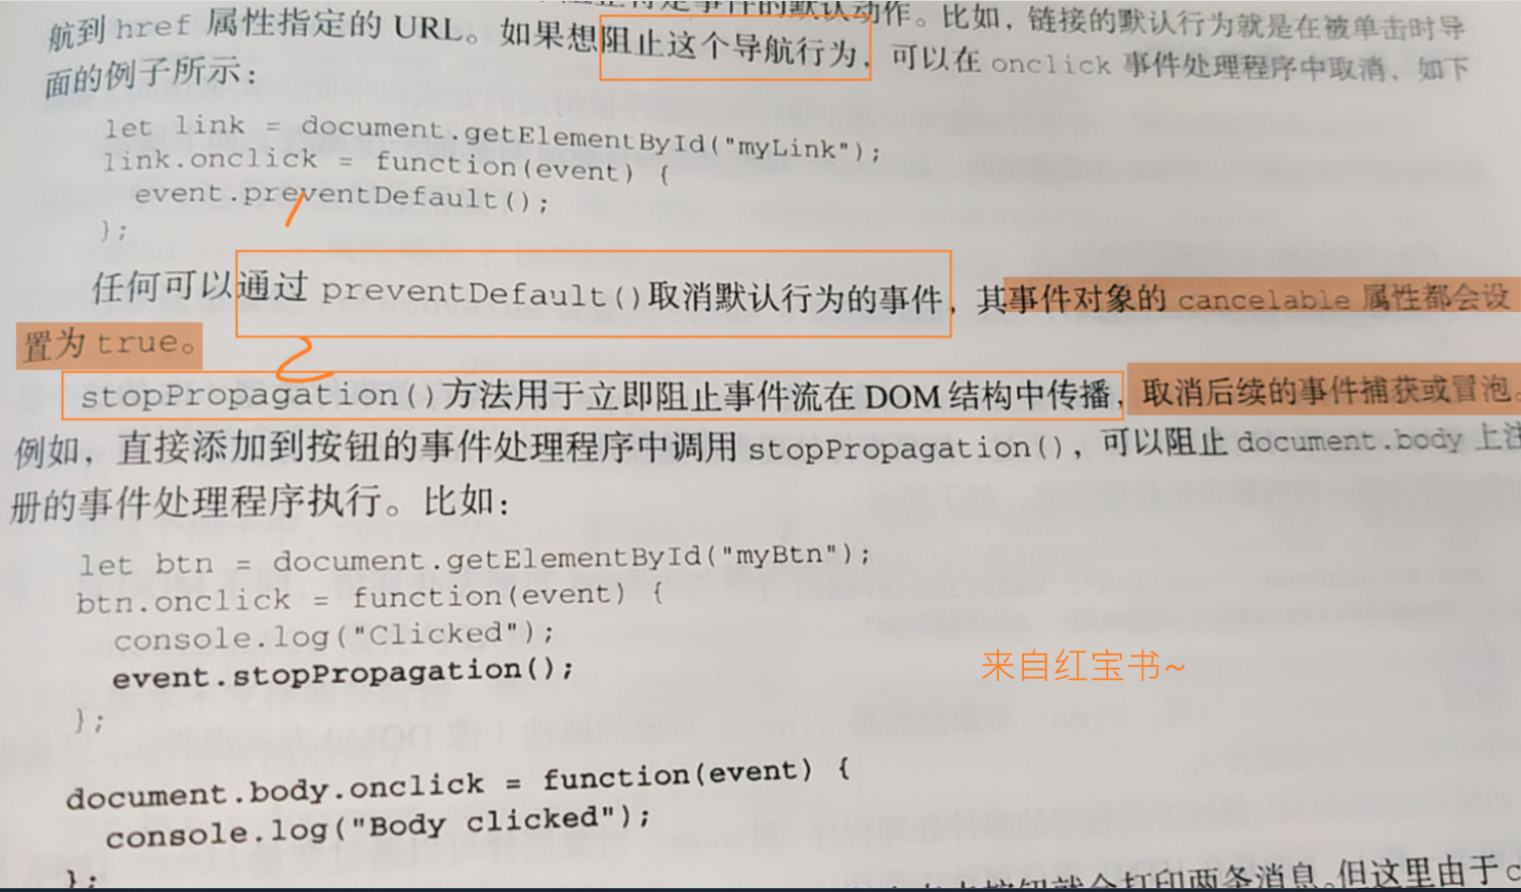 的默认动作。比如，链接的默认行为就是在被单击时导
航到 href 属性指定的 URL。如果想阻止这个导航行为，可以在 onclick 事件处理程序中取消，如下
面的例子所示：
let link = document.getElementById("myLink");
link.onclick = function(event) {
event.preventDefault();
};
任何可以通过 preventDefault()取消默认行为的事件，其事件对象的 cancelable 属性都会设
置为 true。
stopPropagation()方法用于立即阻止事件流在 DOM 结构中传播，取消后续的事件捕获或冒泡。
例如，直接添加到按钮的事件处理程序中调用 stopPropagation()，可以阻止 document.body 上注
册的事件处理程序执行。比如：
let btn = document.getElementById("myBtn");
btn.onclick = function(event) {
console.log("Clicked");
event.stopPropagation();
来自红宝书~
};
document.body.onclick = function(event) {
console.log("Body clicked");
};
按钮就会打印两条消息。但这里由于